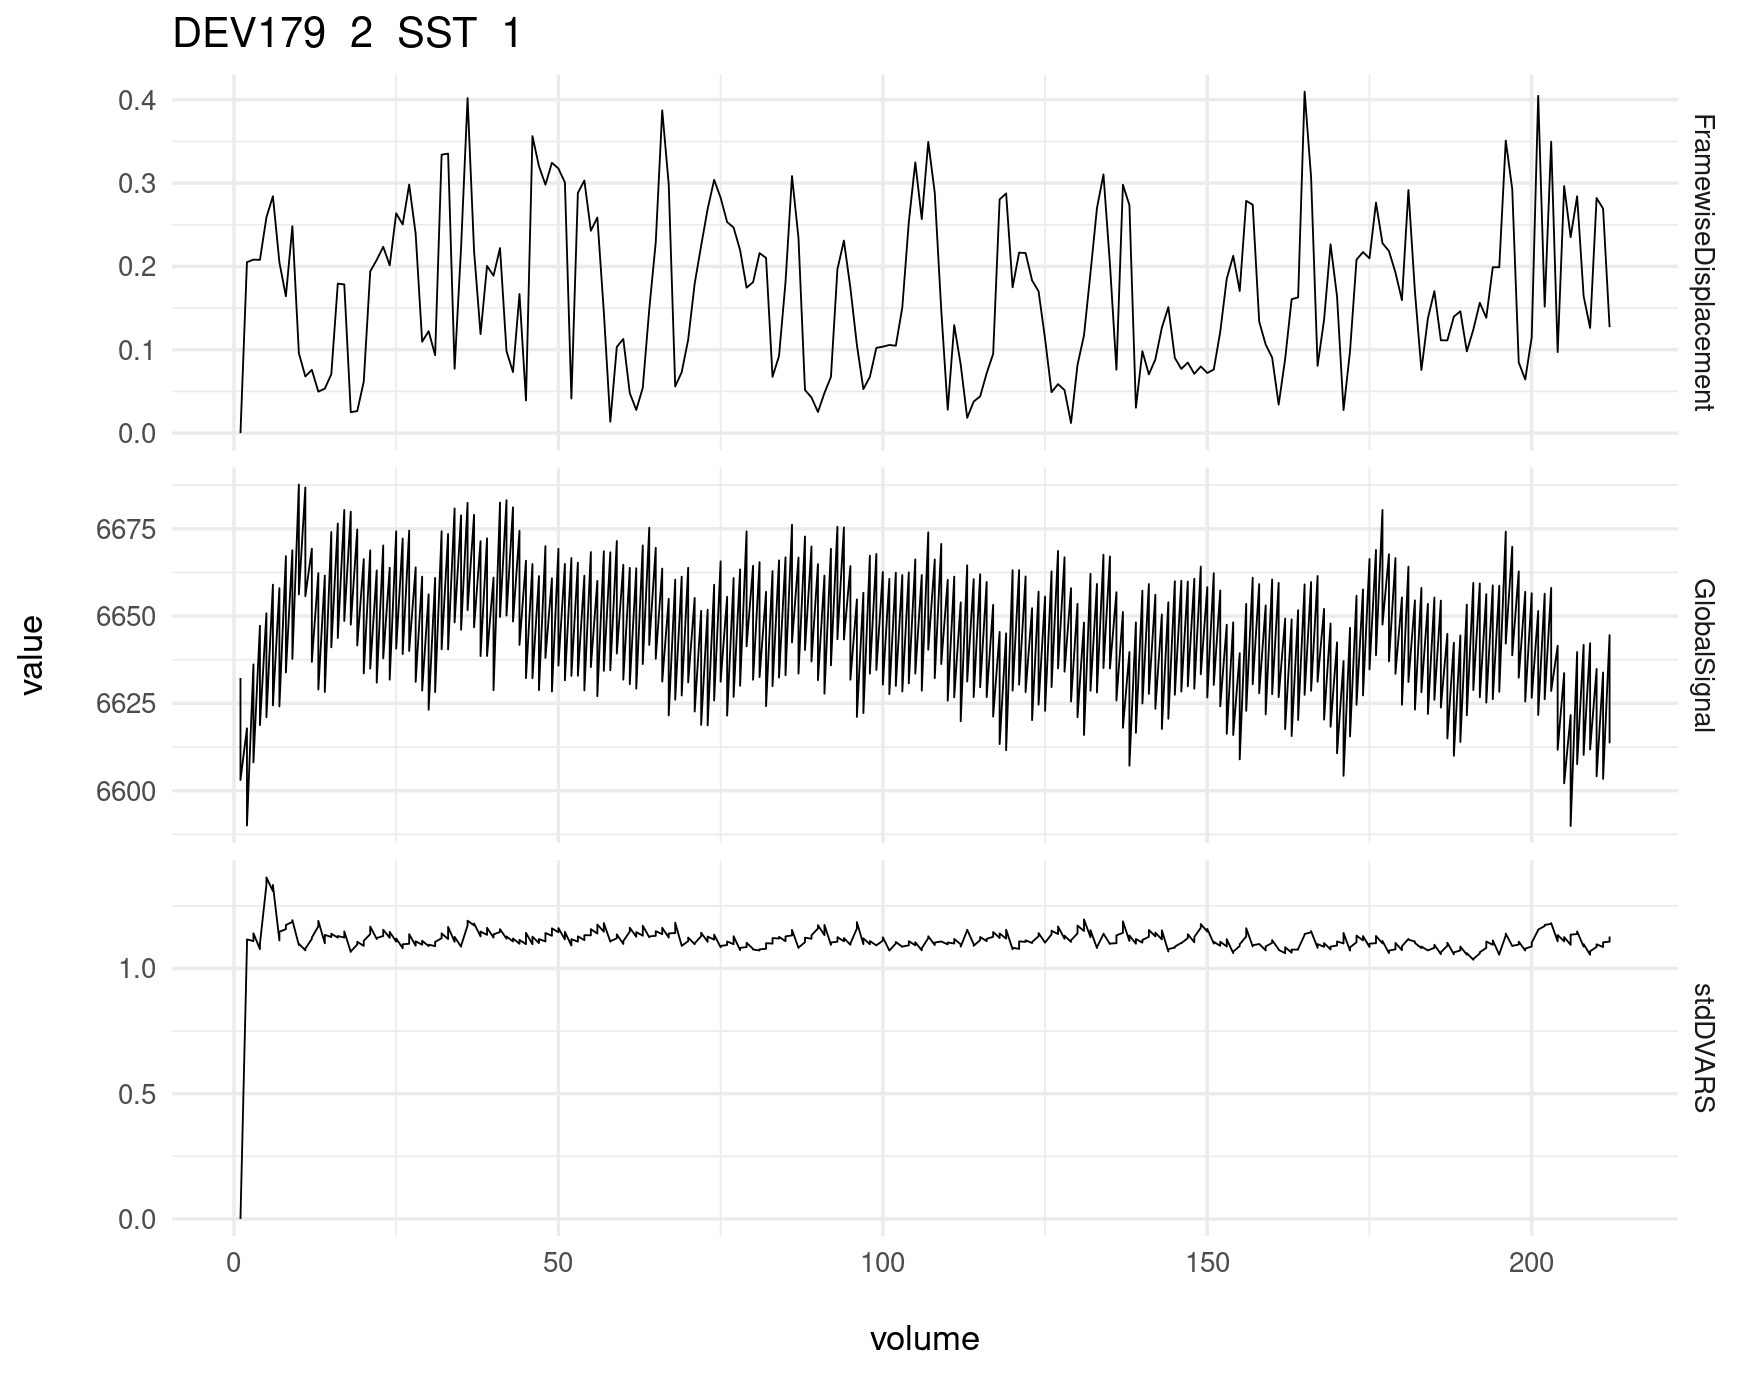 DEV179 2 SST 1
0.4
0.3
0.2
0.1
0.0
FramewiseDisplacement
6675
6650
6625
6600
GlobalSignal
value
1.0
0.5
0.0
stdDVARS
0 50 100 150 200
volume